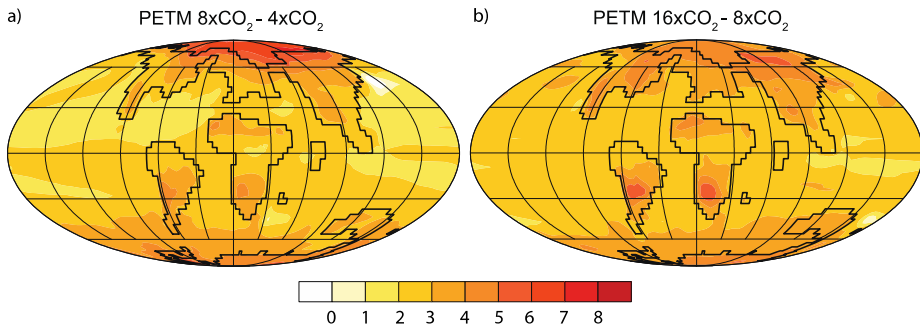 a) PETM 8xCO₂ - 4xCO₂
b) PETM 16xCO₂ - 8xCO₂
0 1 2 3 4 5 6 7 8